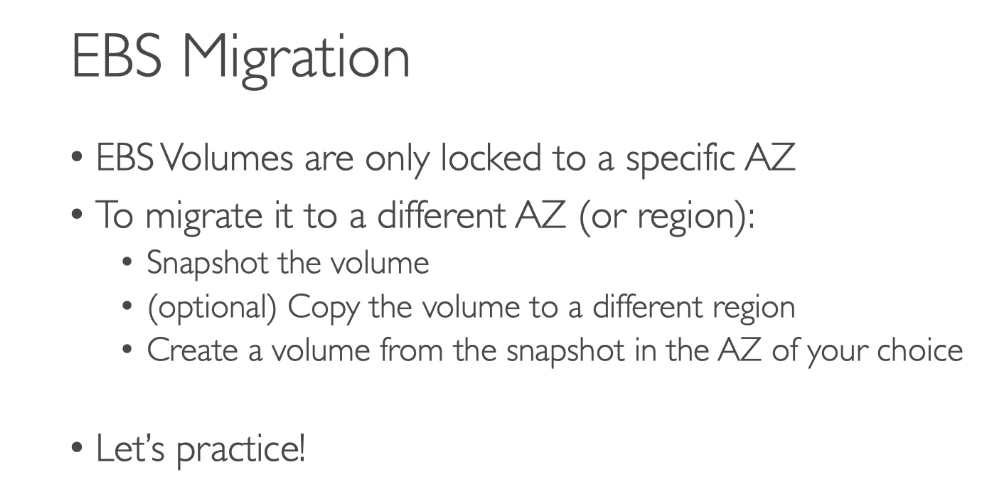 EBS Migration
• EBS Volumes are only locked to a specific AZ
• To migrate it to a different AZ (or region):
• Snapshot the volume
• (optional) Copy the volume to a different region
• Create a volume from the snapshot in the AZ of your choice
• Let's practice!